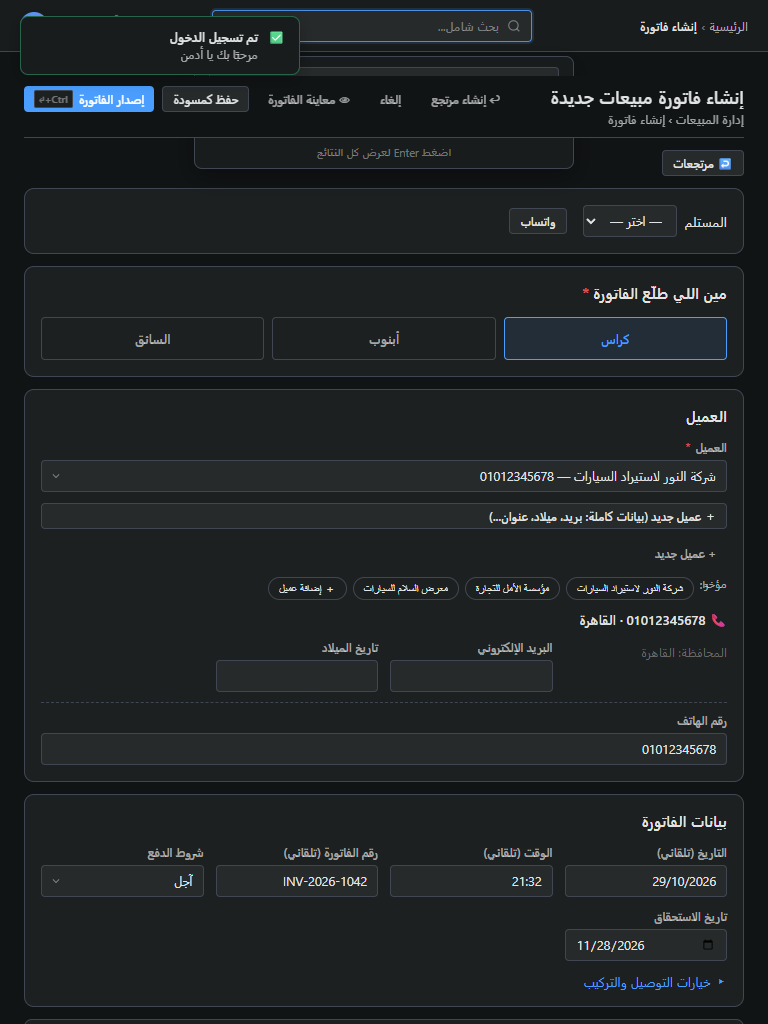 الرئيسية › إنشاء فاتورة
بحث شامل...
تم تسجيل الدخول
مرحبًا بك يا أدمن
إنشاء فاتورة مبيعات جديدة
إدارة المبيعات › إنشاء فاتورة
↩ إنشاء مرتجع
إلغاء
👁 معاينة الفاتورة
حفظ كمسودة
إصدار الفاتورة Ctrl+↵
اضغط Enter لعرض كل النتائج
مرتجعات
المستلم
— اختر —
واتساب
مين اللي طلّع الفاتورة *
كراس
أبنوب
السائق
العميل
العميل *
شركة النور لاستيراد السيارات — 01012345678
+ عميل جديد (بيانات كاملة: بريد، ميلاد، عنوان...)
+ عميل جديد
مؤخرًا:
شركة النور لاستيراد السيارات
مؤسسة الأمل للتجارة
معرض السلام للسيارات
+ إضافة عميل
01012345678 · القاهرة
المحافظة: القاهرة
البريد الإلكتروني
تاريخ الميلاد
رقم الهاتف
01012345678
بيانات الفاتورة
التاريخ (تلقائي)
الوقت (تلقائي)
رقم الفاتورة (تلقائي)
شروط الدفع
29/10/2026
21:32
INV-2026-1042
آجل
تاريخ الاستحقاق
11/28/2026
خيارات التوصيل والتركيب